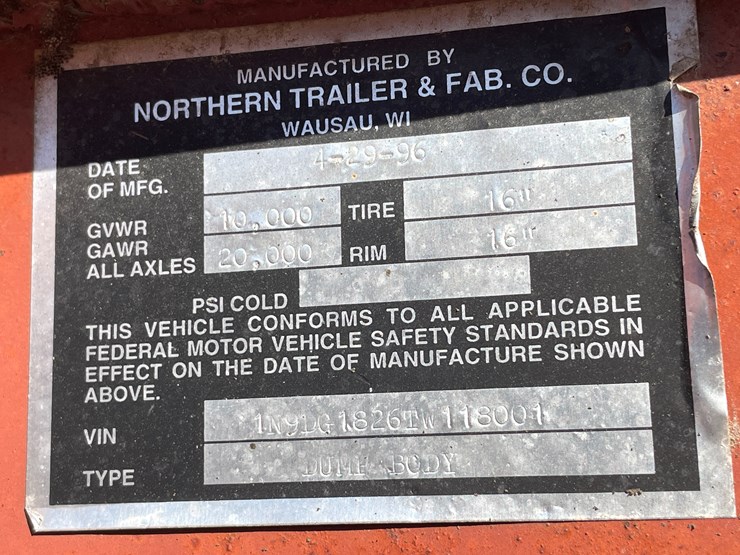 MANUFACTURED BY
NORTHERN TRAILER & FAB. CO.
WAUSAU, WI
DATE OF MFG. 4-29-96
GVWR 10,000 TIRE 16"
GAWR ALL AXLES 20,000 RIM 16"
PSI COLD
THIS VEHICLE CONFORMS TO ALL APPLICABLE
FEDERAL MOTOR VEHICLE SAFETY STANDARDS IN
EFFECT ON THE DATE OF MANUFACTURE SHOWN
ABOVE.
VIN 1N9LG1826TW118001
TYPE DUMP BODY